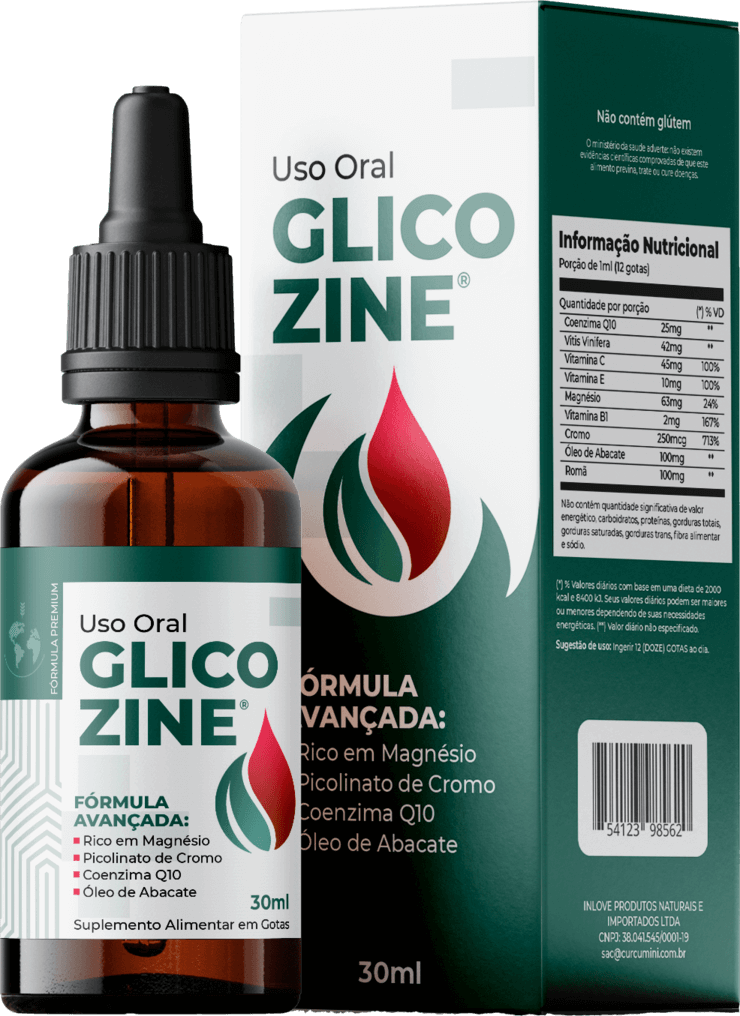 Uso Oral
GLICO
ZINE®
FÓRMULA
AVANÇADA:
Rico em Magnésio
Picolinato de Cromo
Coenzima Q10
Óleo de Abacate
30ml
Suplemento Alimentar em Gotas
FÓRMULA PREMIUM
Uso Oral
GLICO
ZINE®
ÓRMULA
VANÇADA:
Rico em Magnésio
Picolinato de Cromo
Coenzima Q10
Óleo de Abacate
30ml
Não contém glútem
O ministério da saude adverte: não existem
evidências científicas comprovadas de que este
alimento previna, trate ou cure doenças.
Informação Nutricional
Porção de 1ml (12 gotas)
Quantidade por porção (*) % VD
Coenzima Q10 25mg **
Vitis Vinifera 42mg **
Vitamina C 45mg 100%
Vitamina E 10mg 100%
Magnésio 63mg 24%
Vitamina B1 2mg 167%
Cromo 250mcg 713%
Óleo de Abacate 100mg **
Romã 100mg **
Não contém quantidade significativa de valor
energético, carboidratos, proteínas, gorduras totais,
gorduras saturadas, gorduras trans, fibra alimentar
e sódio.
(*) % Valores diários com base em uma dieta de 2000
kcal e 8400 kJ. Seus valores diários podem ser maiores
ou menores dependendo de suas necessidades
energéticas. (**) Valor diário não especificado.
Sugestão de uso: Ingerir 12 (DOZE) GOTAS ao dia.
54123 98562
INLOVE PRODUTOS NATURAIS E
IMPORTADOS LTDA
CNPJ: 38.041.545/0001-19
sac@curcumini.com.br